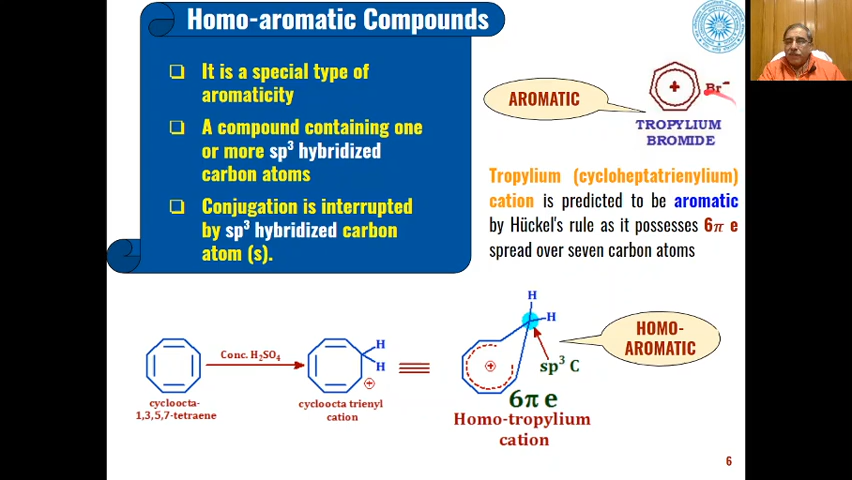 Homo-aromatic Compounds
❑ It is a special type of
aromaticity
❑ A compound containing one
or more sp³ hybridized
carbon atoms
❑ Conjugation is interrupted
by sp³ hybridized carbon
atom (s).
AROMATIC
+
Br⁻
TROPYLIUM
BROMIDE
Tropylium (cycloheptatrienylium)
cation is predicted to be aromatic
by Hückel's rule as it possesses 6π e
spread over seven carbon atoms
cycloocta-
1,3,5,7-tetraene
Conc. H₂SO₄
H
H
+
cycloocta trienyl
cation
H
H
+
sp³ C
6π e
Homo-tropylium
cation
HOMO-
AROMATIC
6